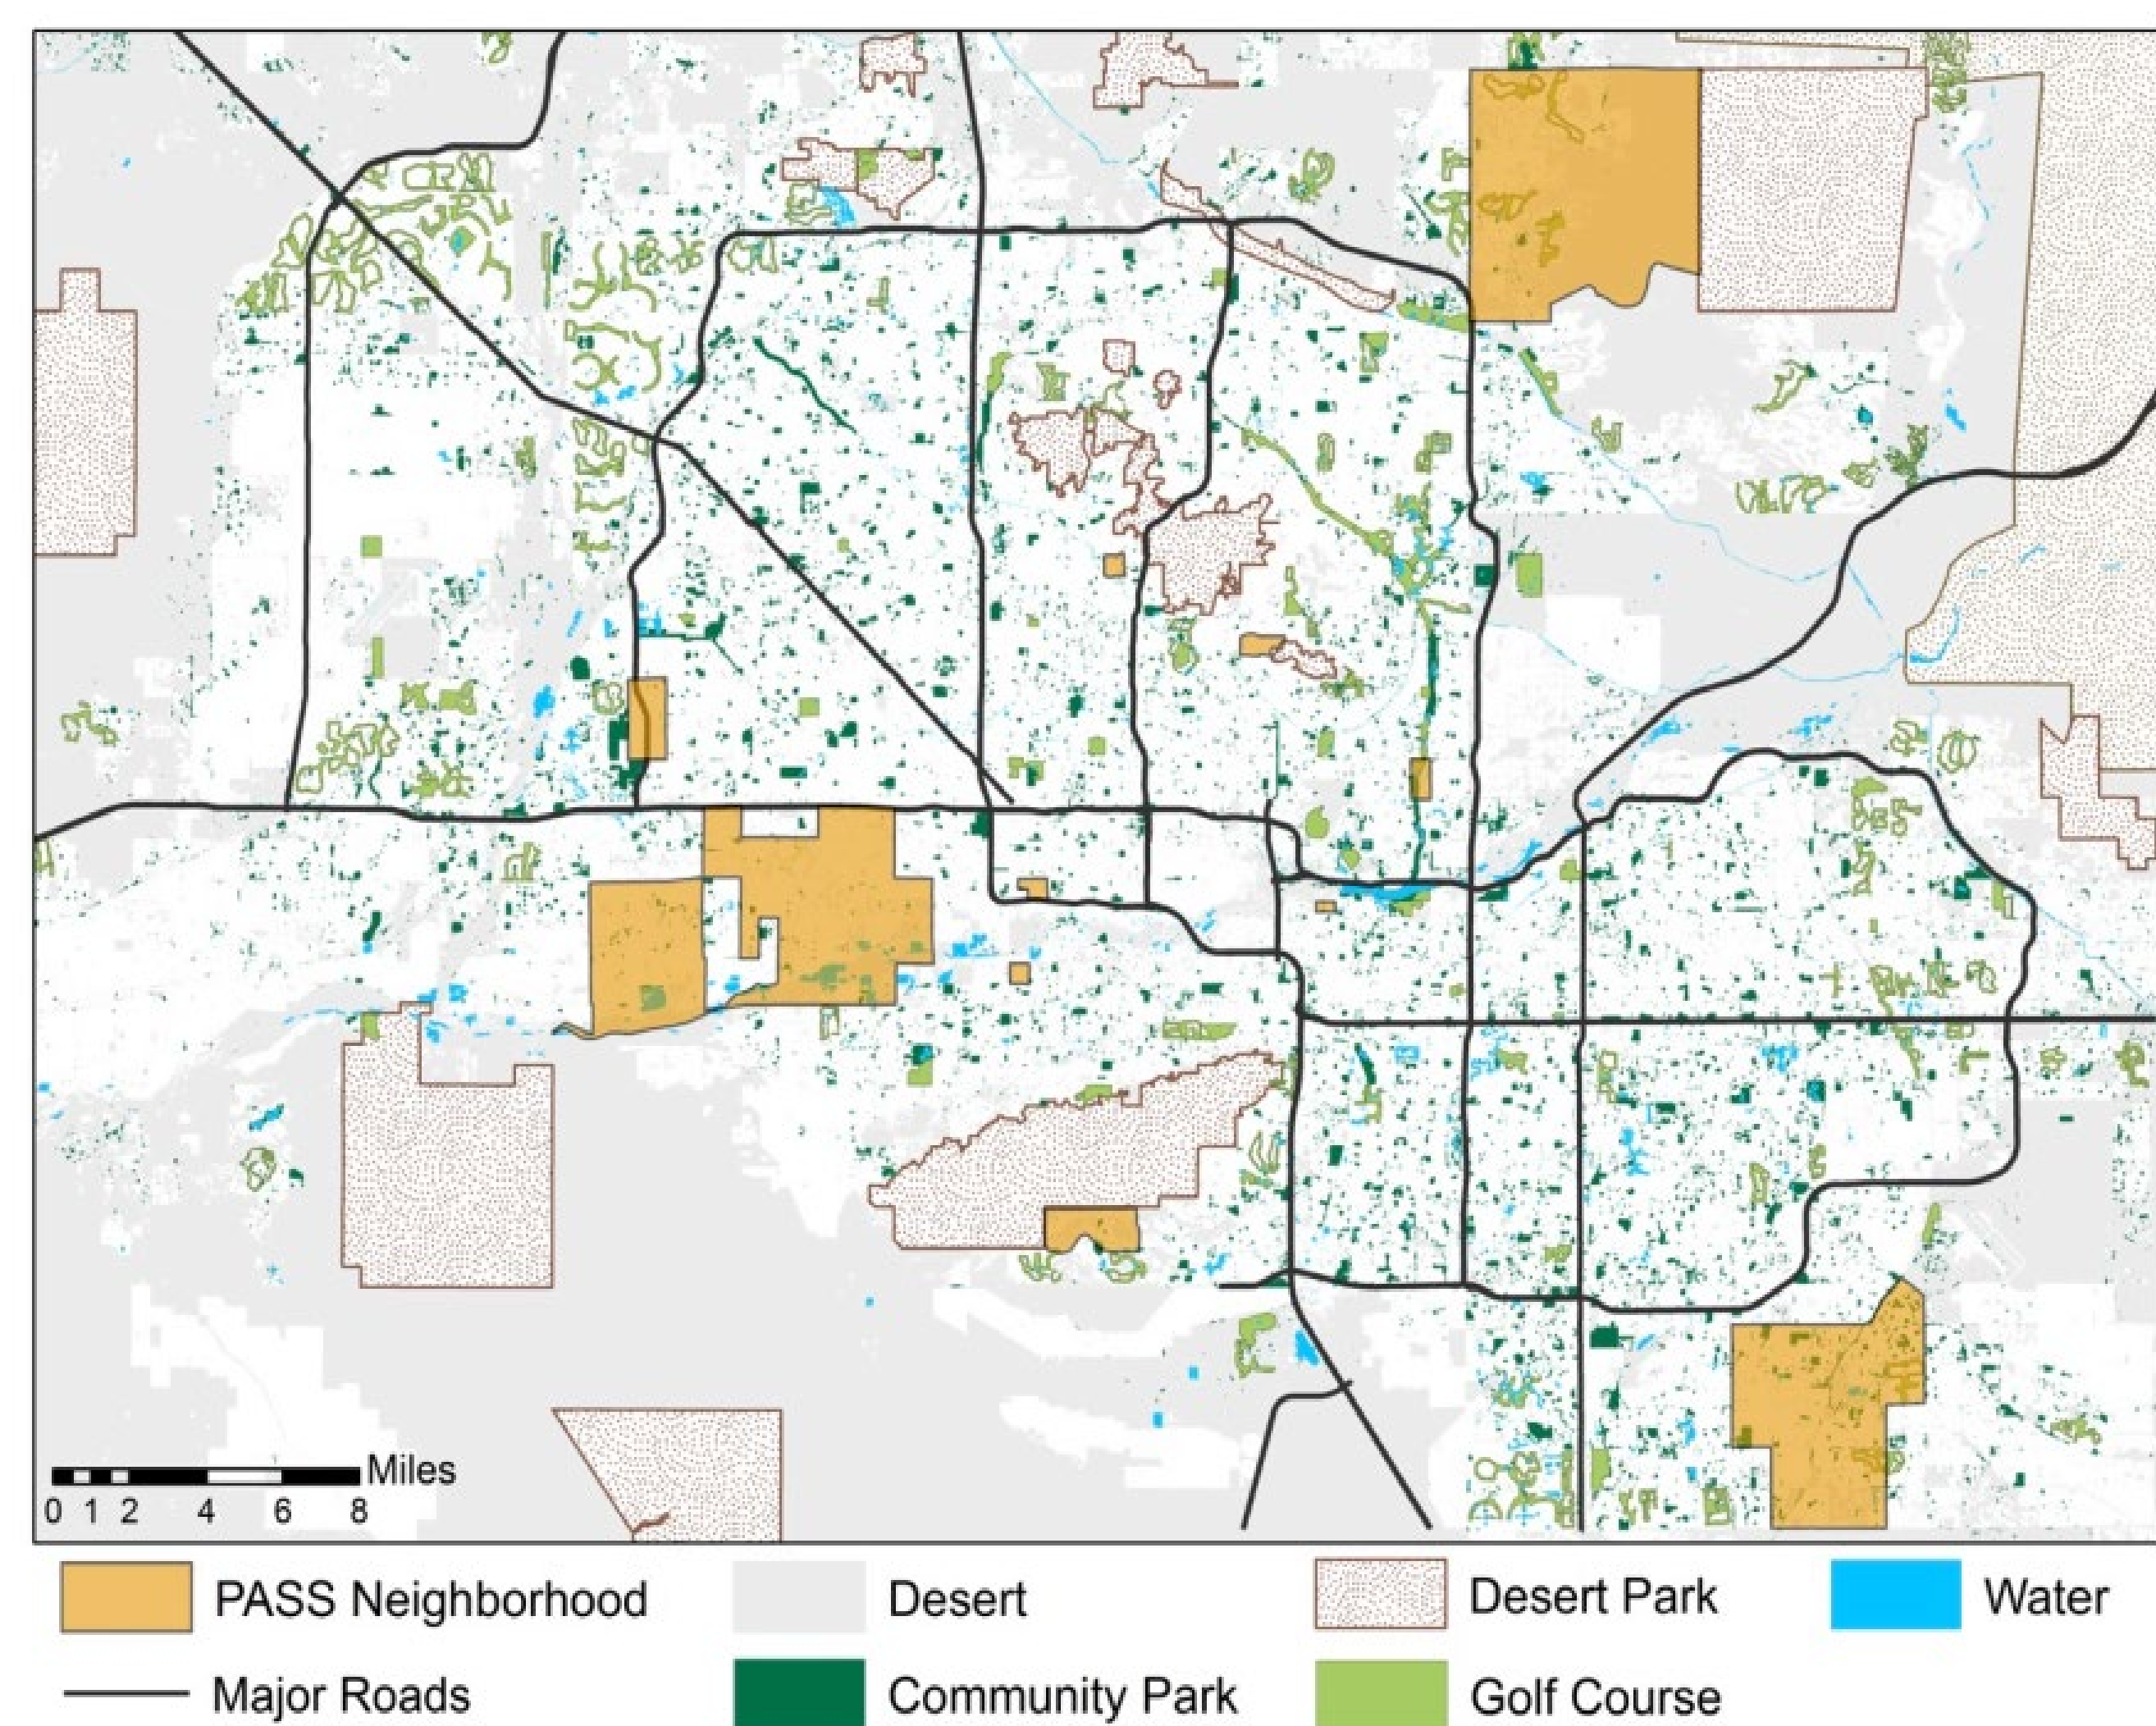 Miles
0 1 2 4 6 8
PASS Neighborhood Desert Desert Park Water
Major Roads Community Park Golf Course